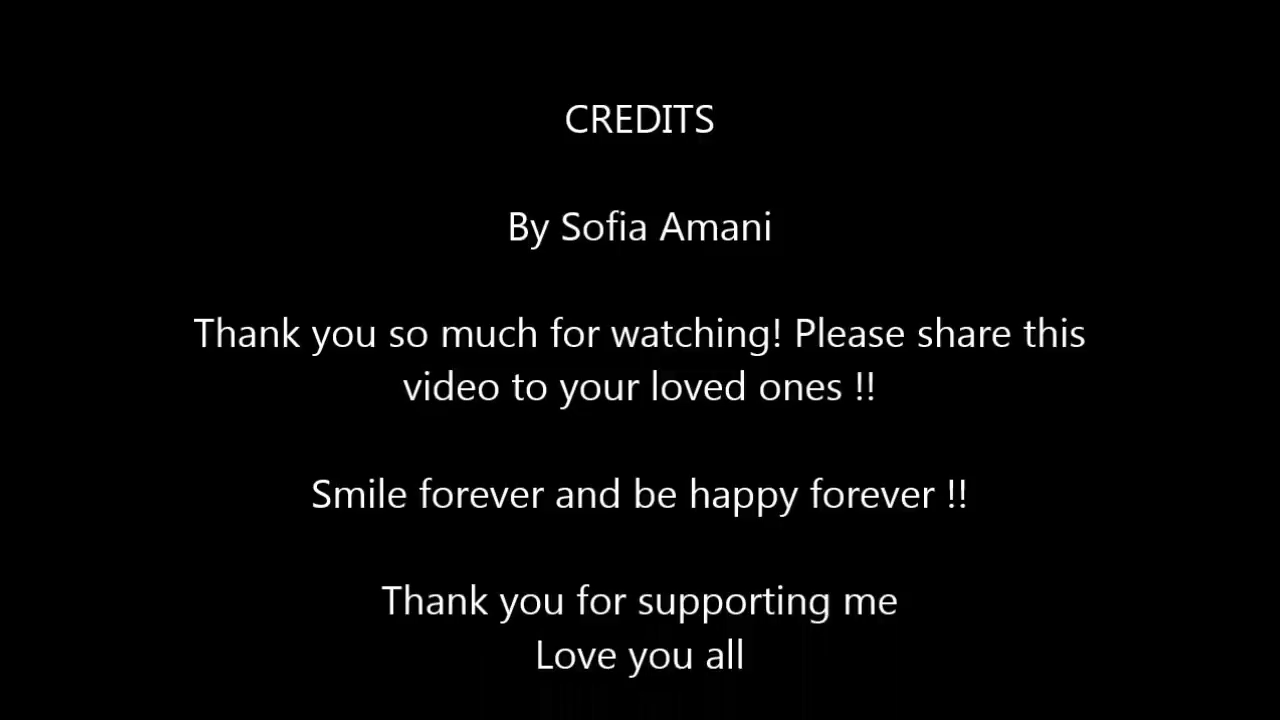 CREDITS
By Sofia Amani
Thank you so much for watching! Please share this
video to your loved ones !!
Smile forever and be happy forever !!
Thank you for supporting me
Love you all